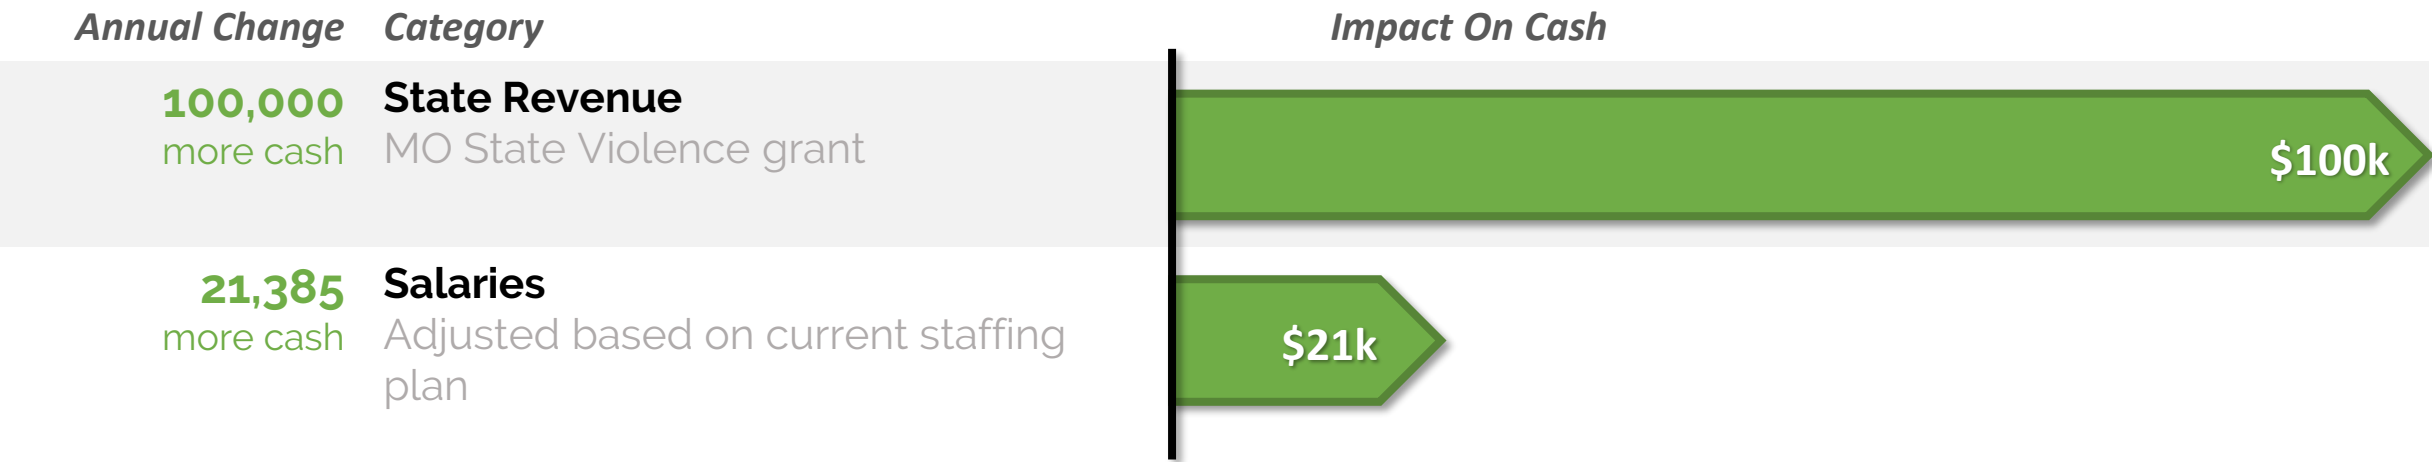 Annual Change Category Impact On Cash
100,000 State Revenue
more cash MO State Violence grant
$100k
21,385 Salaries
more cash Adjusted based on current staffing
plan
$21k